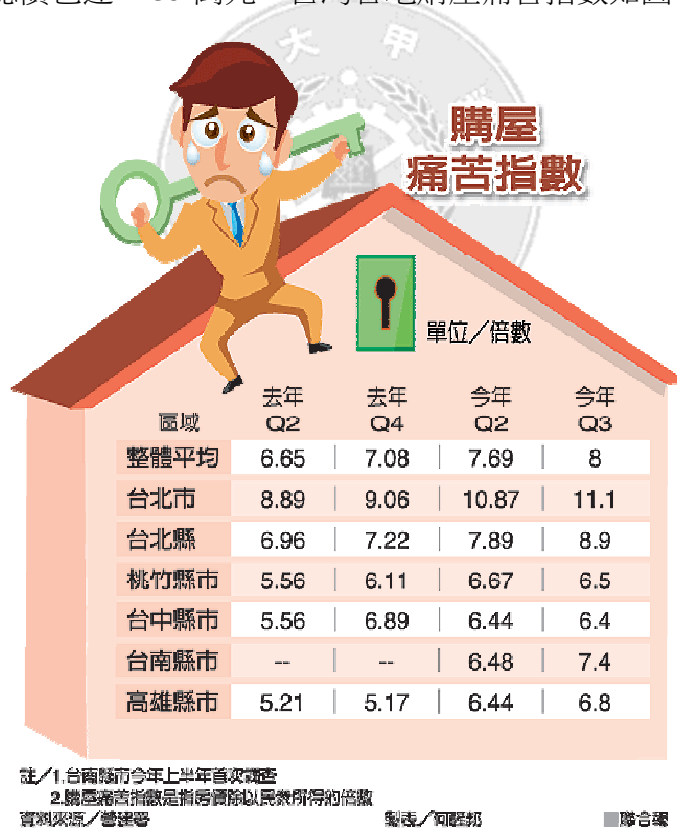 大甲
購屋
痛苦指數
單位／倍數
區域 去年Q2 去年Q4 今年Q2 今年Q3
整體平均 6.65 7.08 7.69 8
台北市 8.89 9.06 10.87 11.1
台北縣 6.96 7.22 7.89 8.9
桃竹縣市 5.56 6.11 6.67 6.5
台中縣市 5.56 6.89 6.44 6.4
台南縣市 -- -- 6.48 7.4
高雄縣市 5.21 5.17 6.44 6.8
註／1.台南縣市今年上半年首次調查
2.購屋痛苦指數是指房價除以民眾所得的倍數
資料來源／營建署 製表／何醒邦 ■聯合報